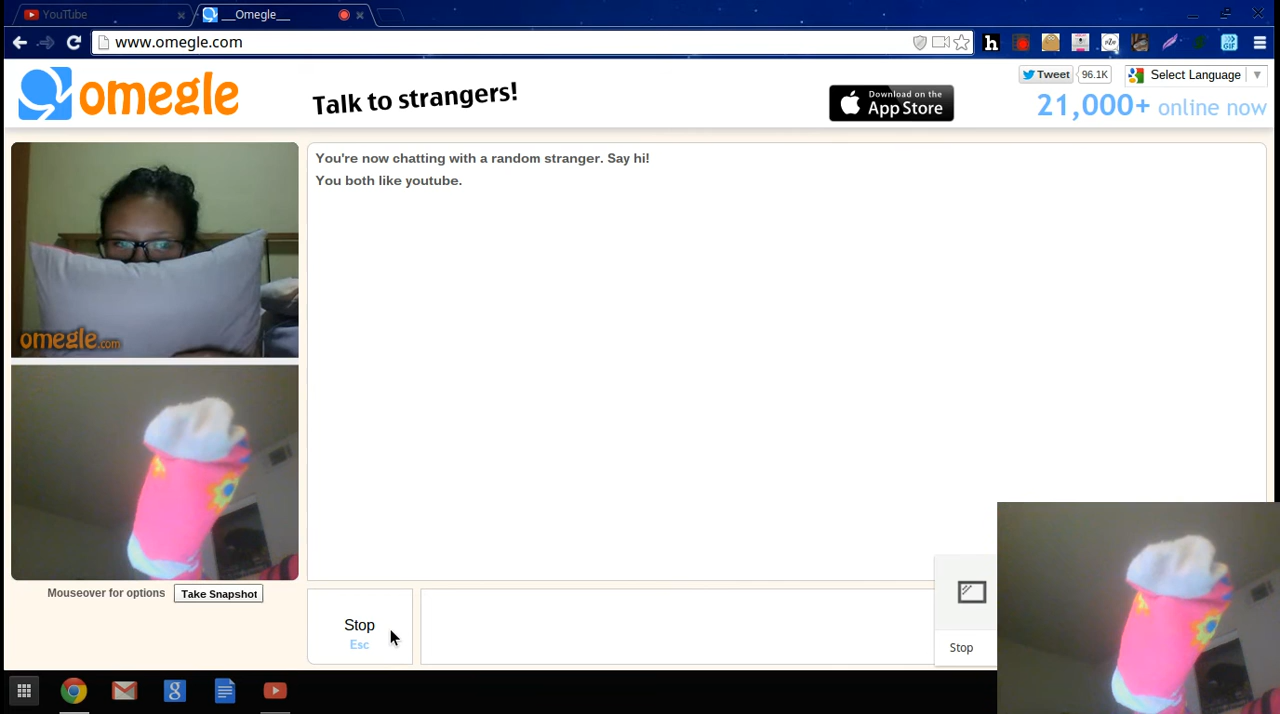 YouTube
__Omegle__
www.omegle.com
h
GIF
omegle
Talk to strangers!
Download on the
App Store
Tweet
96.1K
Select Language
21,000+ online now
You're now chatting with a random stranger. Say hi!
You both like youtube.
omegle.com
Mouseover for options
Take Snapshot
Stop
Esc
Stop